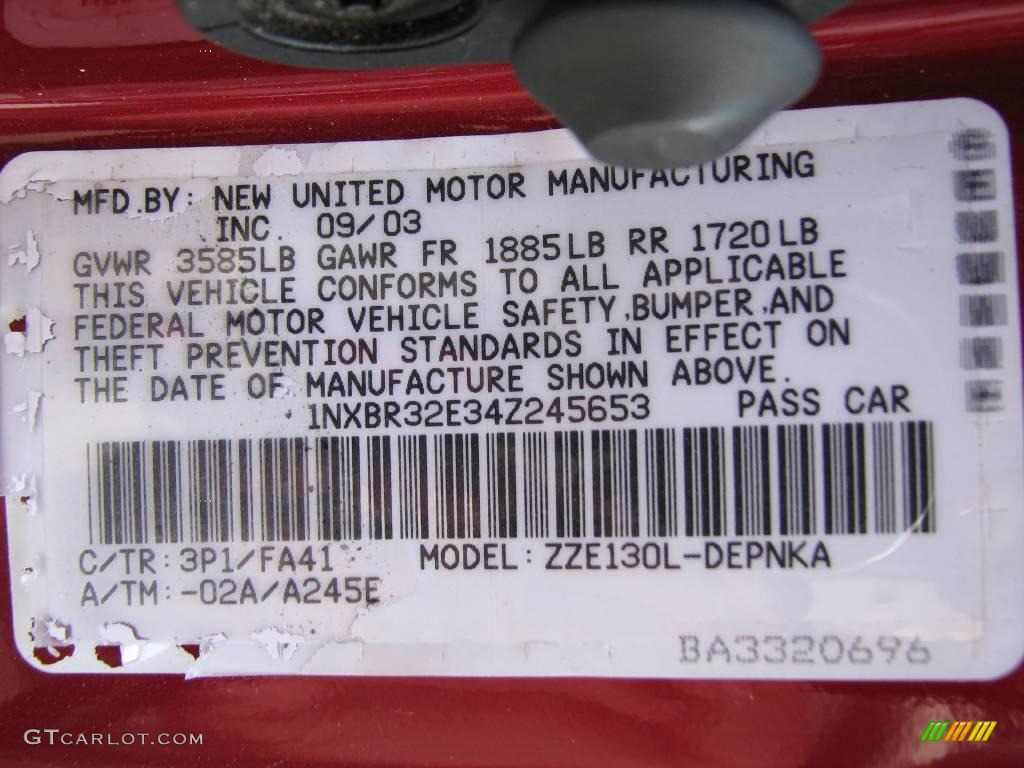 MFD.BY: NEW UNITED MOTOR MANUFACTURING
INC. 09/03
GVWR 3585LB GAWR FR 1885LB RR 1720LB
THIS VEHICLE CONFORMS TO ALL APPLICABLE
FEDERAL MOTOR VEHICLE SAFETY,BUMPER,AND
THEFT PREVENTION STANDARDS IN EFFECT ON
THE DATE OF MANUFACTURE SHOWN ABOVE.
1NXBR32E34Z245653 PASS CAR
C/TR: 3P1/FA41 MODEL: ZZE130L-DEPNKA
A/TM: -02A/A245E
BA3320696
GTCARLOT.COM